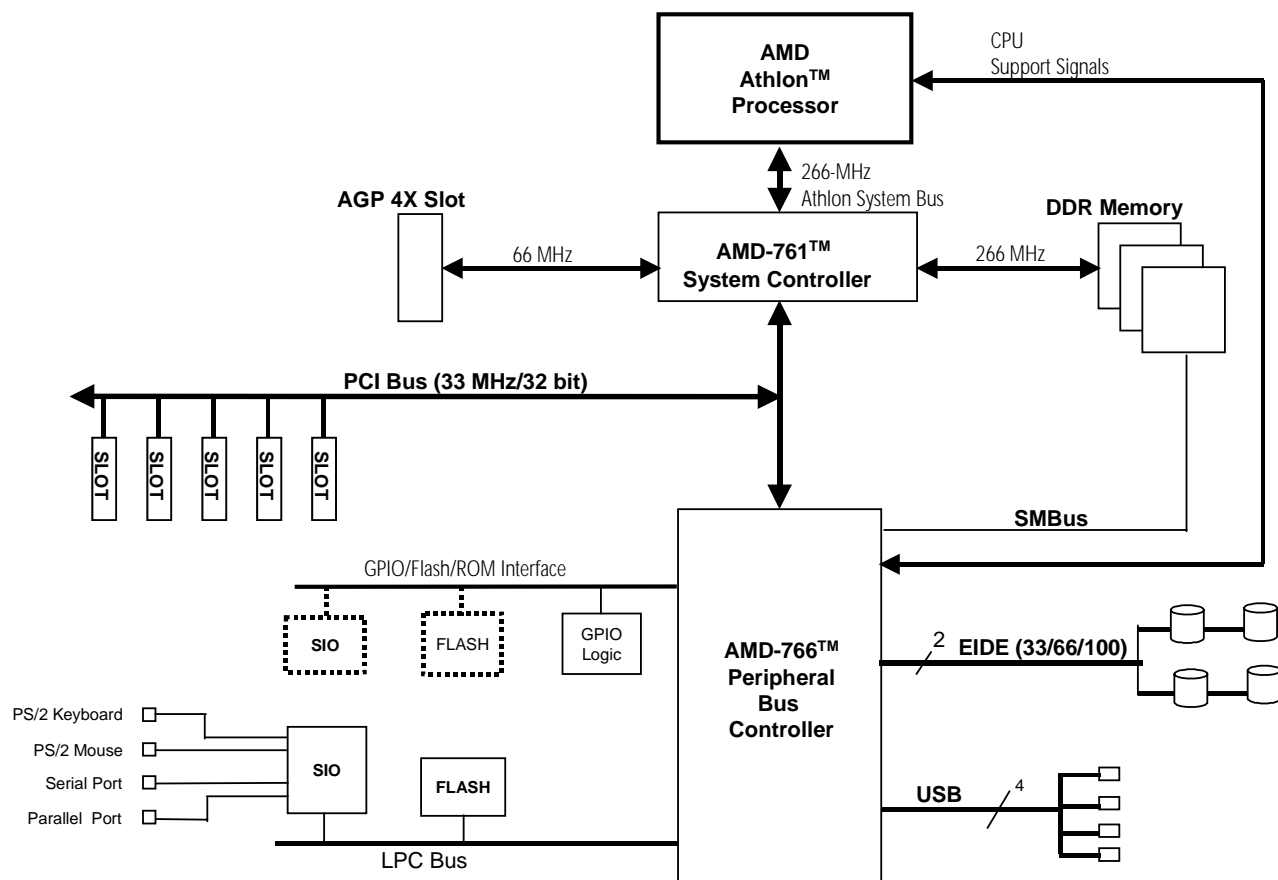 AMD
Athlon™
Processor
CPU
Support Signals
266-MHz
Athlon System Bus
AGP 4X Slot
66 MHz
AMD-761™
System Controller
266 MHz
DDR Memory
PCI Bus (33 MHz/32 bit)
SLOT
SLOT
SLOT
SLOT
SLOT
SMBus
GPIO/Flash/ROM Interface
SIO
FLASH
GPIO
Logic
AMD-766™
Peripheral
Bus
Controller
2
EIDE (33/66/100)
PS/2 Keyboard
PS/2 Mouse
Serial Port
Parallel Port
SIO
FLASH
USB
4
LPC Bus